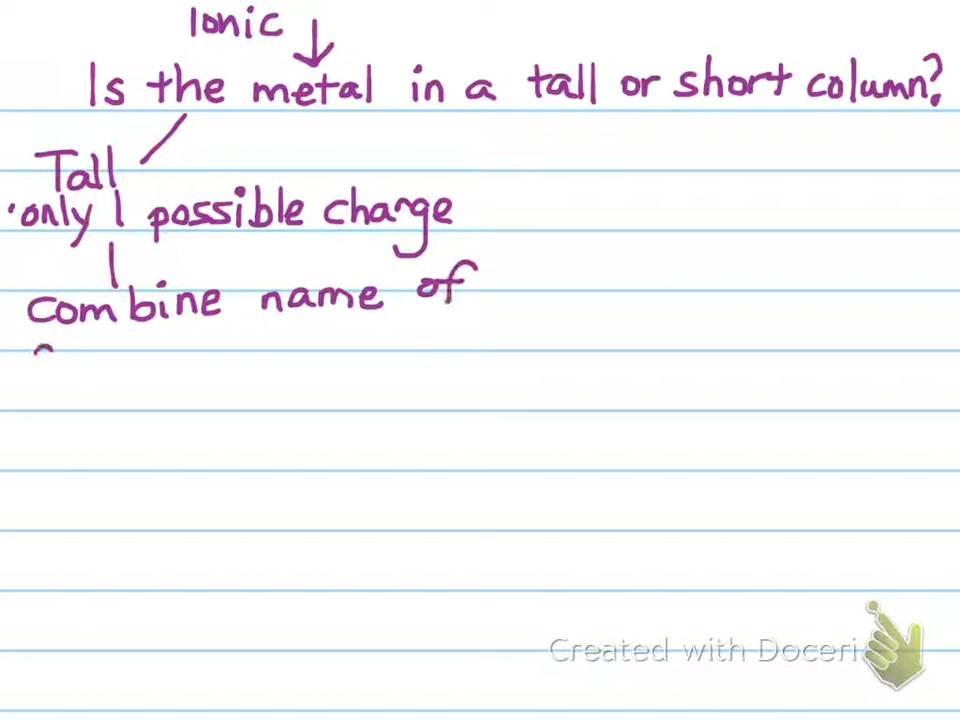 Ionic
Is the metal in a tall or short column?
Tall
•only 1 possible charge
combine name of
Created with Doceri